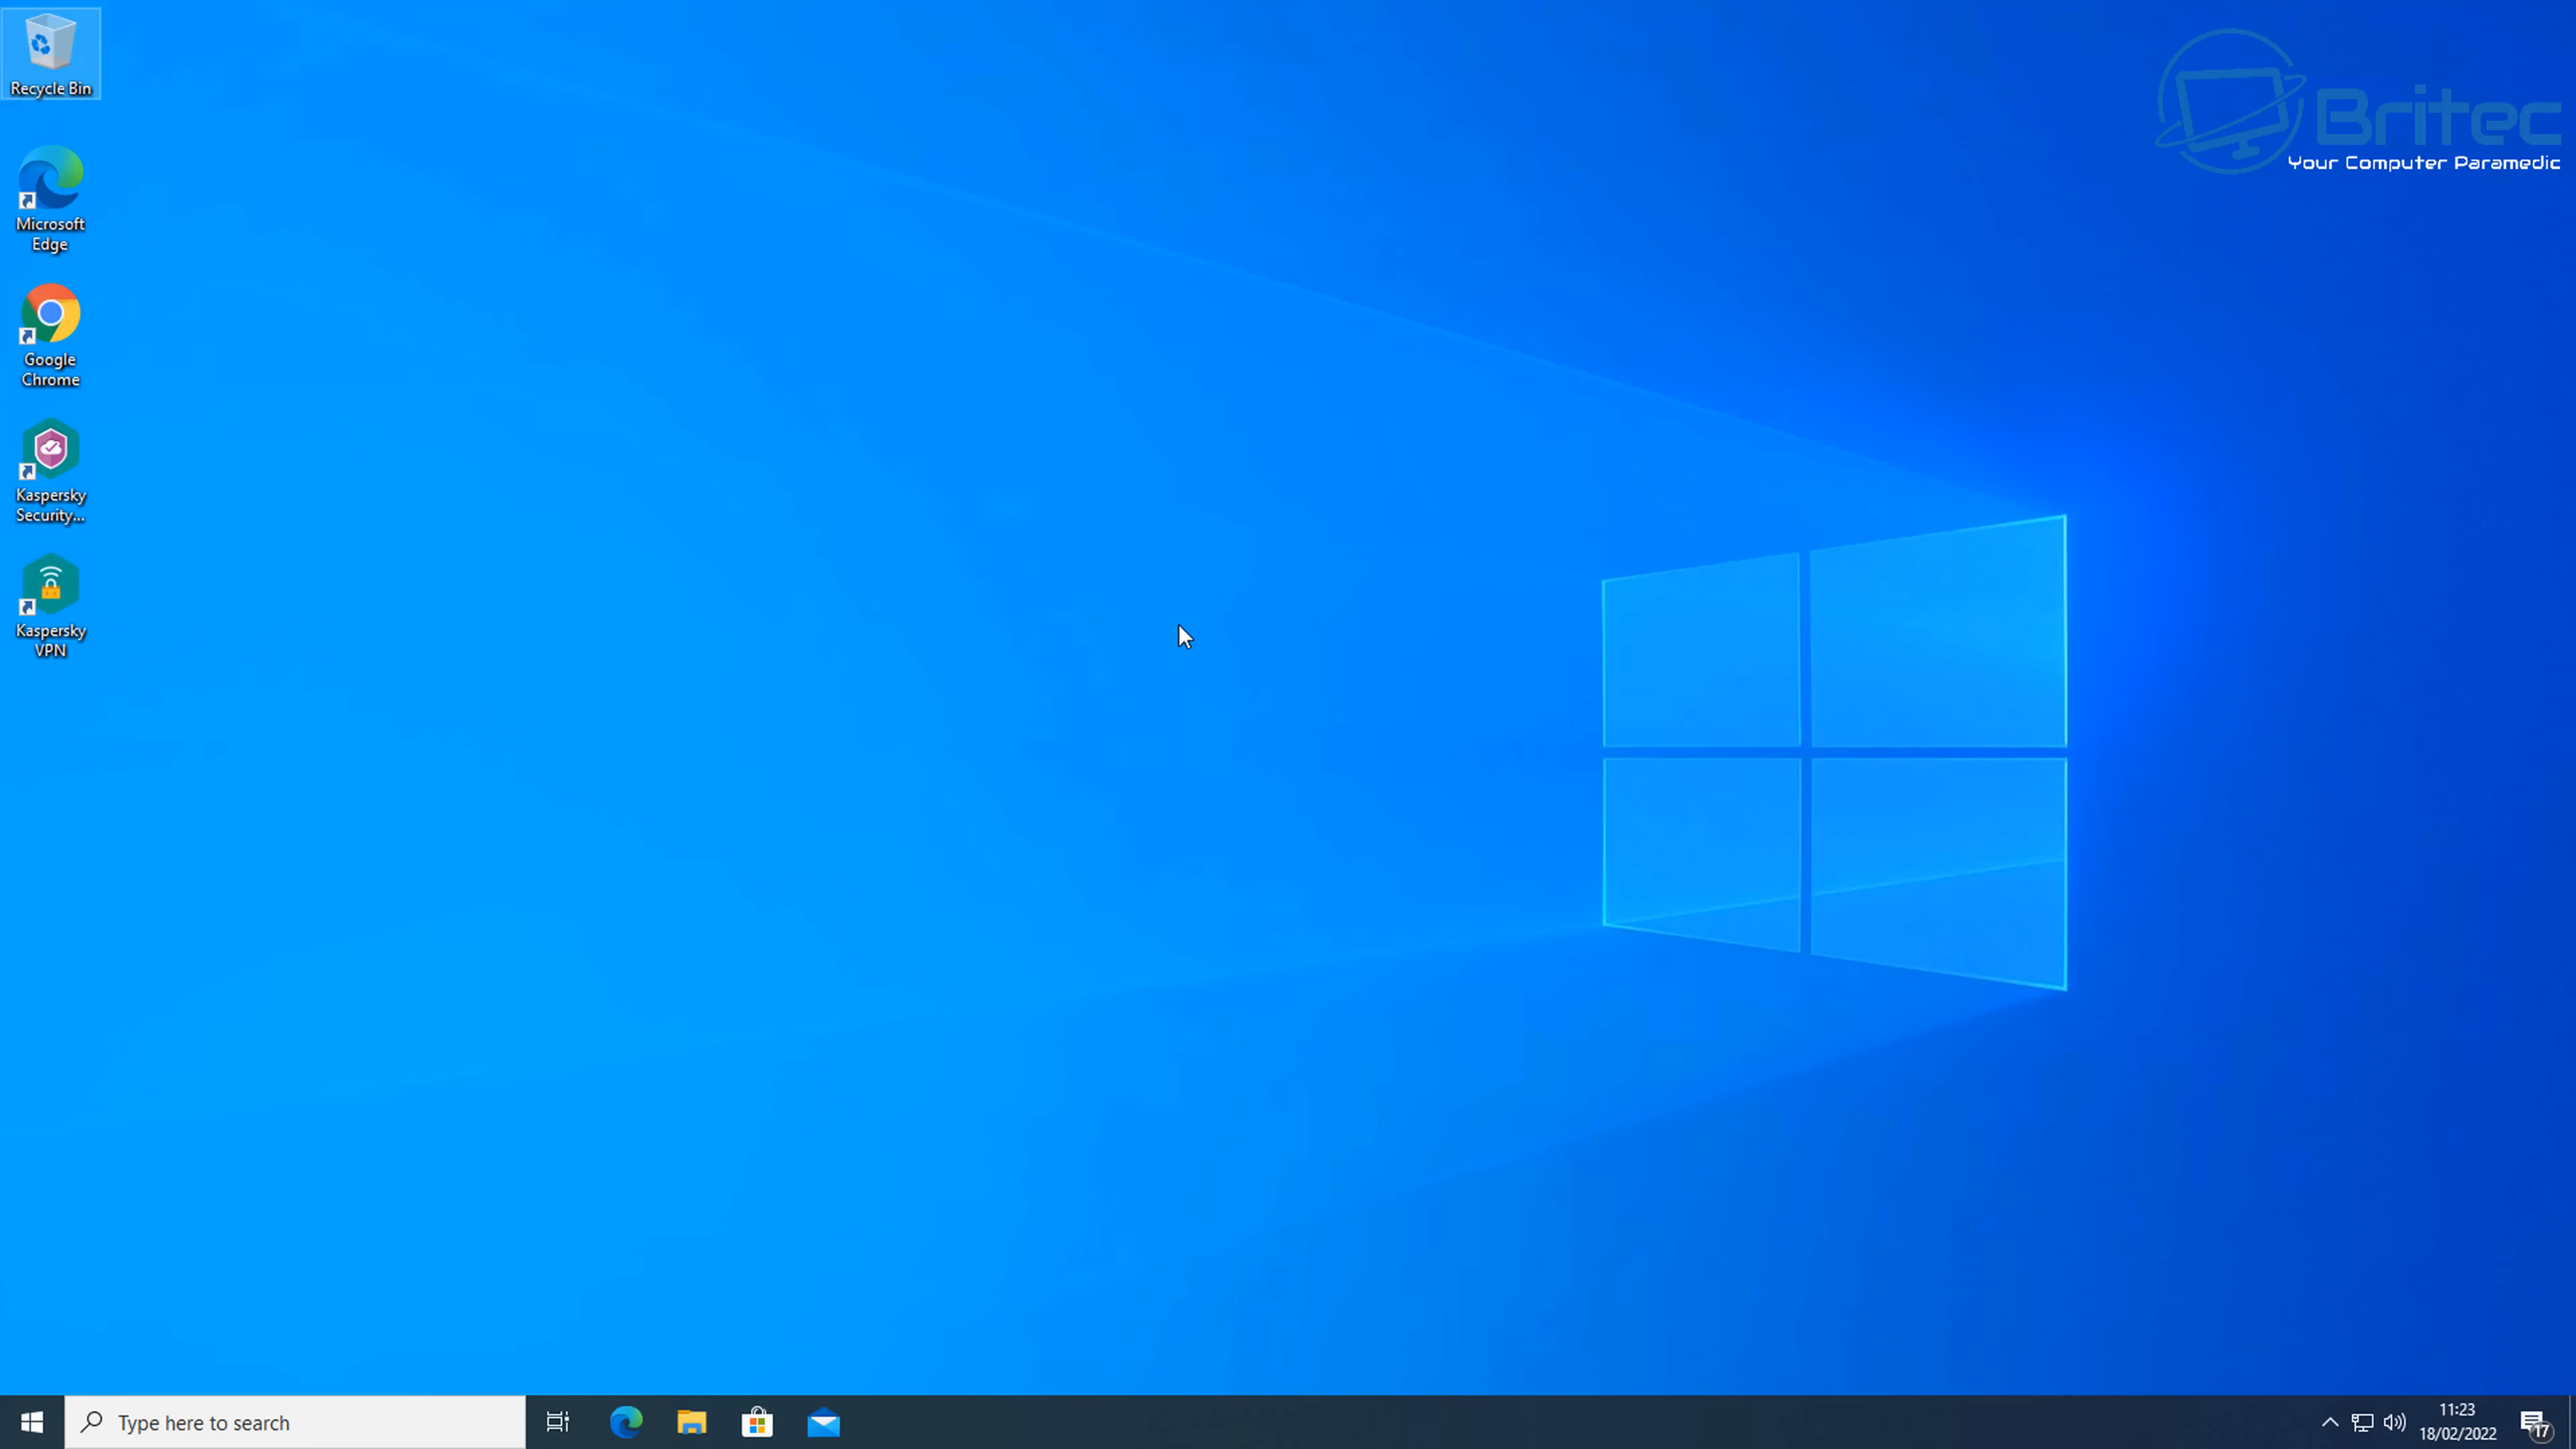 Recycle Bin
Britec
Your Computer Paramedic
Microsoft
Edge
Google
Chrome
Kaspersky
Security...
Kaspersky
VPN
Type here to search
11:23
18/02/2022
17